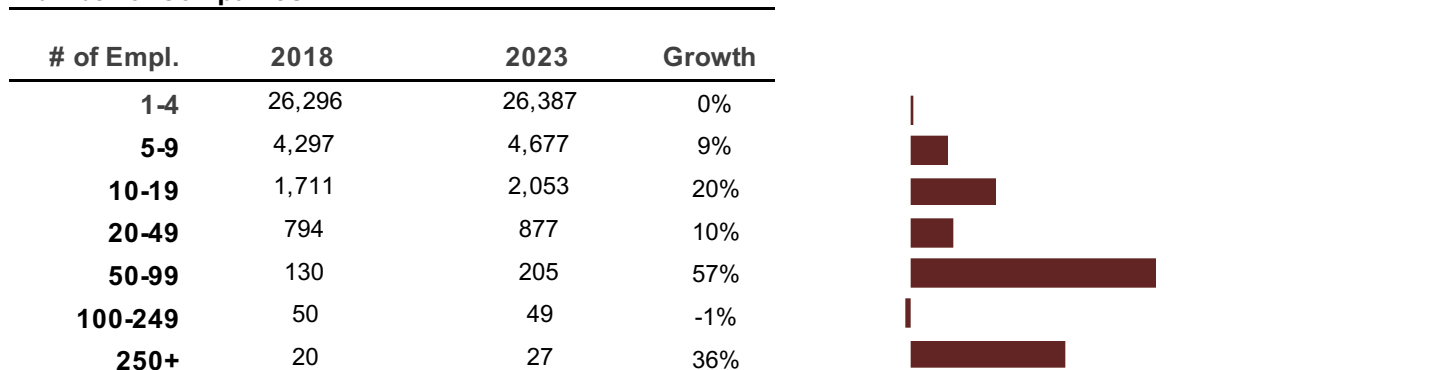 # of Empl. 2018 2023 Growth
1-4 26,296 26,387 0%
5-9 4,297 4,677 9%
10-19 1,711 2,053 20%
20-49 794 877 10%
50-99 130 205 57%
100-249 50 49 -1%
250+ 20 27 36%